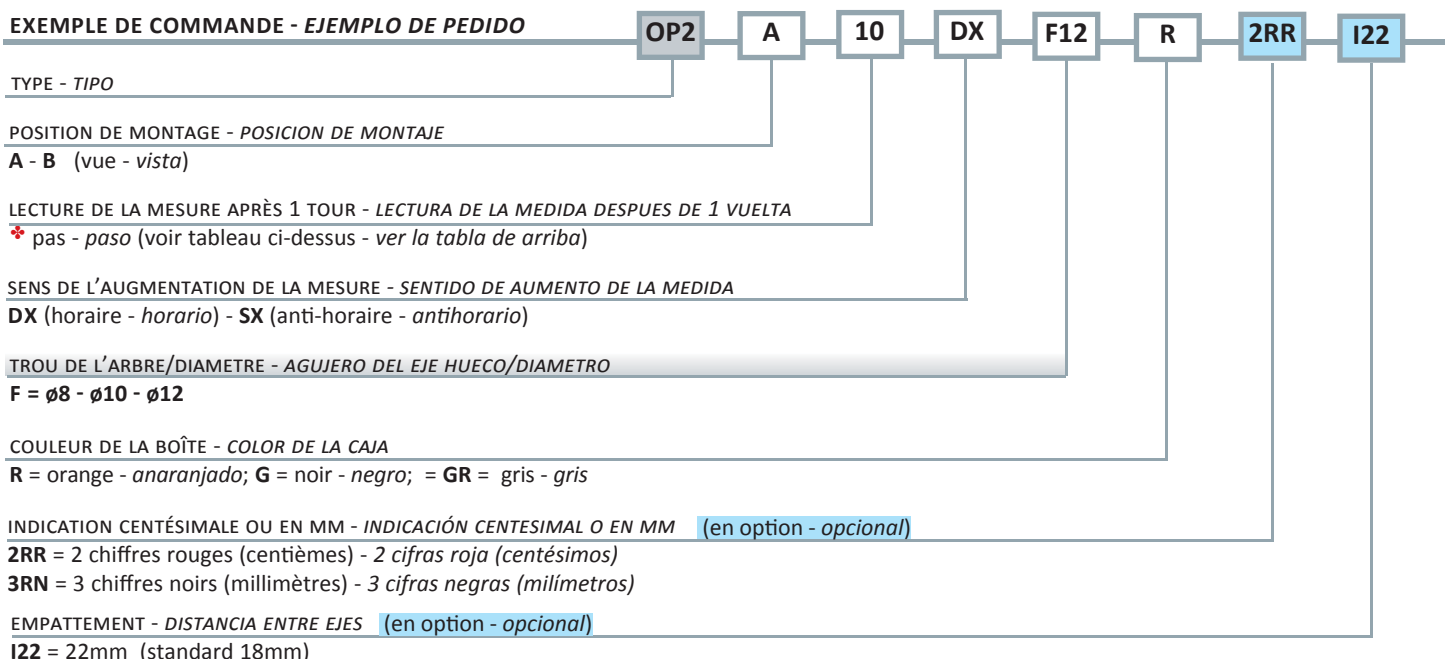 EXEMPLE DE COMMANDE - EJEMPLO DE PEDIDO OP2 A 10 DX F12 R 2RR I22
TYPE - TIPO
POSITION DE MONTAGE - POSICION DE MONTAJE
A - B (vue - vista)
LECTURE DE LA MESURE APRÈS 1 TOUR - LECTURA DE LA MEDIDA DESPUES DE 1 VUELTA
✤ pas - paso (voir tableau ci-dessus - ver la tabla de arriba)
SENS DE L’AUGMENTATION DE LA MESURE - SENTIDO DE AUMENTO DE LA MEDIDA
DX (horaire - horario) - SX (anti-horaire - antihorario)
TROU DE L’ARBRE/DIAMETRE - AGUJERO DEL EJE HUECO/DIAMETRO
F = ø8 - ø10 - ø12
COULEUR DE LA BOÎTE - COLOR DE LA CAJA
R = orange - anaranjado; G = noir - negro; = GR = gris - gris
INDICATION CENTÉSIMALE OU EN MM - INDICACIÓN CENTESIMAL O EN MM (en option - opcional)
2RR = 2 chiffres rouges (centièmes) - 2 cifras roja (centésimos)
3RN = 3 chiffres noirs (millimètres) - 3 cifras negras (milímetros)
EMPATTEMENT - DISTANCIA ENTRE EJES (en option - opcional)
I22 = 22mm (standard 18mm)